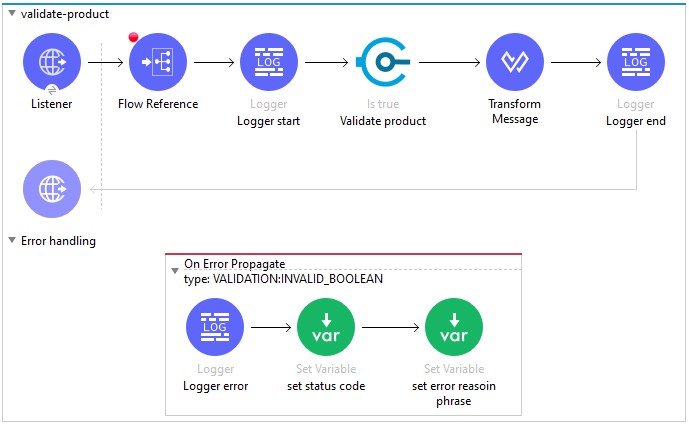 validate-product
LOG
LOG
Listener
Flow Reference
Logger
Logger start
Is true
Validate product
Transform
Message
Logger
Logger end
Error handling
On Error Propagate
type: VALIDATION:INVALID_BOOLEAN
LOG
var
var
Logger
Logger error
Set Variable
set status code
Set Variable
set error reasoin
phrase